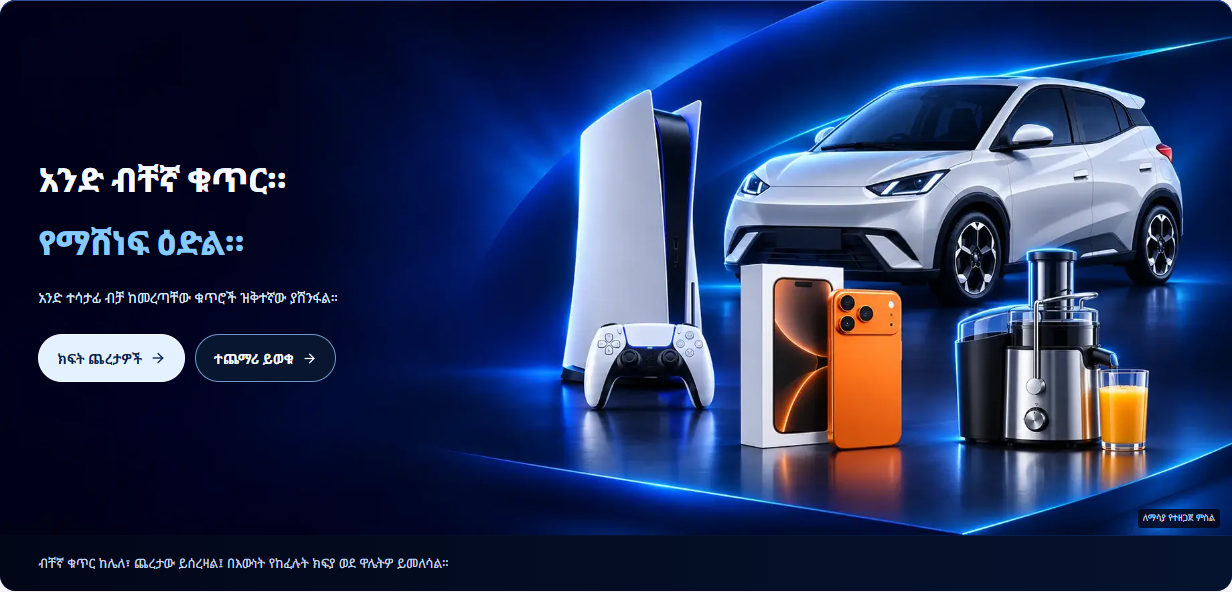 አንድ ብቸኛ ቁጥር።
የማሸነፍ ዕድል።
አንድ ተሳታፊ ብቻ ከመረጣቸው ቁጥሮች ዝቅተኛው ያሸንፋል።
ክፍት ጨረታዎች →
ተጨማሪ ይወቁ →
ለማሳያ የተዘጋጀ ምስል
ብቸኛ ቁጥር ከሌለ፣ ጨረታው ይሰረዛል፤ በእውነት የከፈሉት ክፍያ ወደ ዋሌትዎ ይመለሳል።